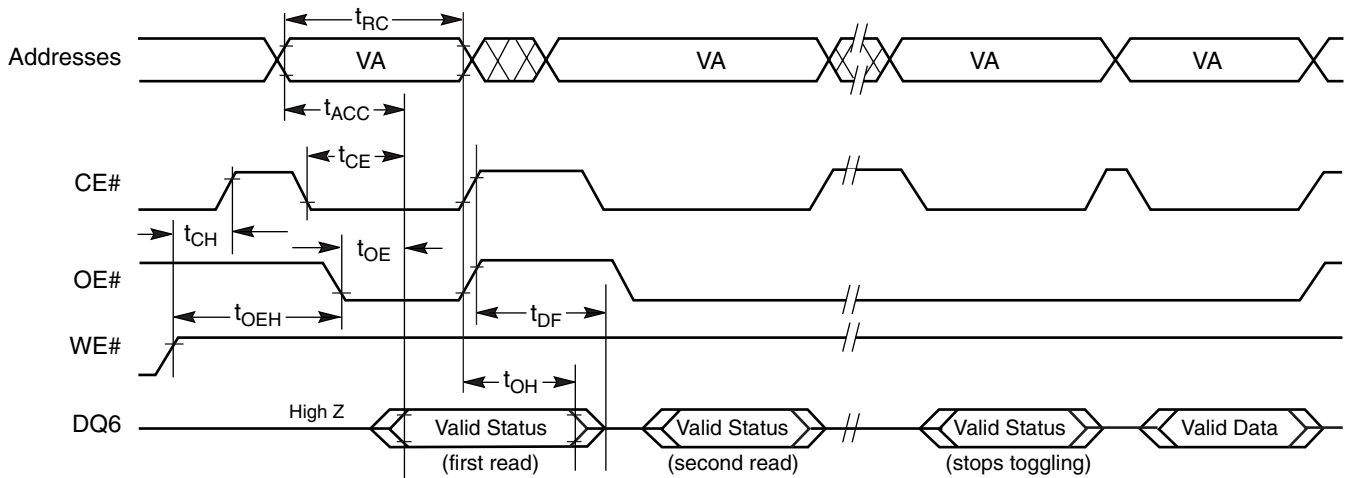 tRC
Addresses VA VA VA VA
tACC
tCE
CE#
tCH tOE
OE#
tOEH tDF
WE#
tOH
High Z
DQ6 Valid Status Valid Status Valid Status Valid Data
(first read) (second read) (stops toggling)